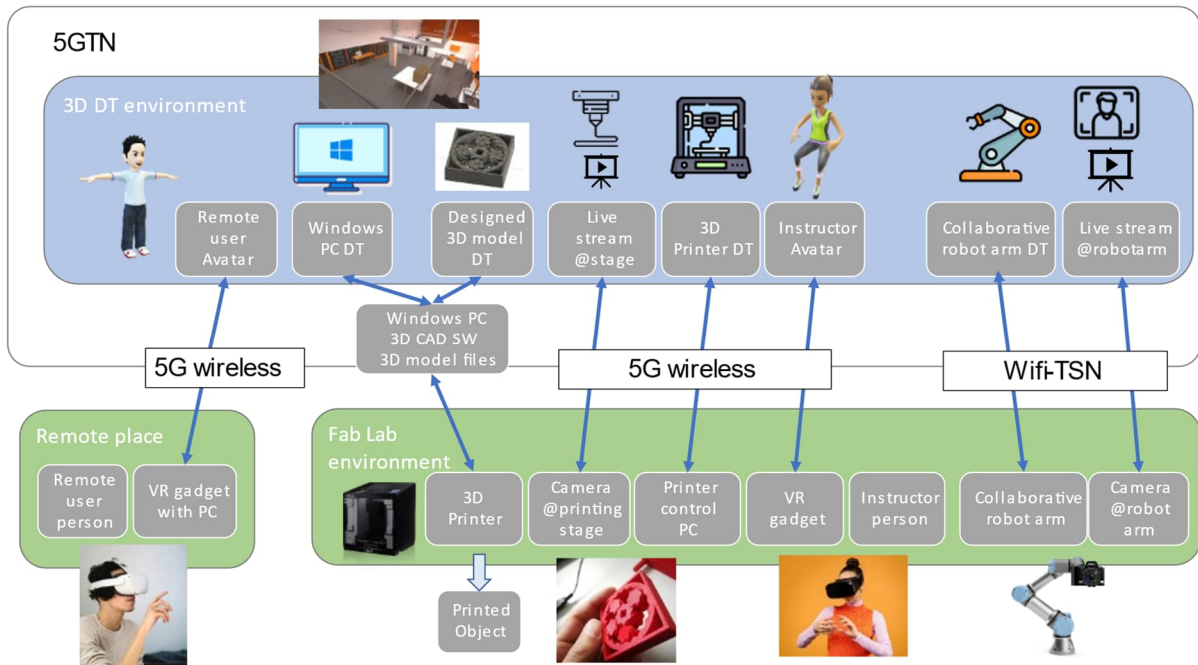 5GTN
3D DT environment
Remote
user
Avatar
Windows
PC DT
Designed
3D model
DT
Live
stream
@stage
3D
Printer DT
Instructor
Avatar
Collaborative
robot arm DT
Live stream
@robotarm
Windows PC
3D CAD SW
3D model files
5G wireless
5G wireless
Wifi-TSN
Remote place
Remote
user
person
VR gadget
with PC
Fab Lab
environment
3D
Printer
Camera
@printing
stage
Printer
control
PC
VR
gadget
Instructor
person
Collaborative
robot arm
Camera
@robot
arm
Printed
Object